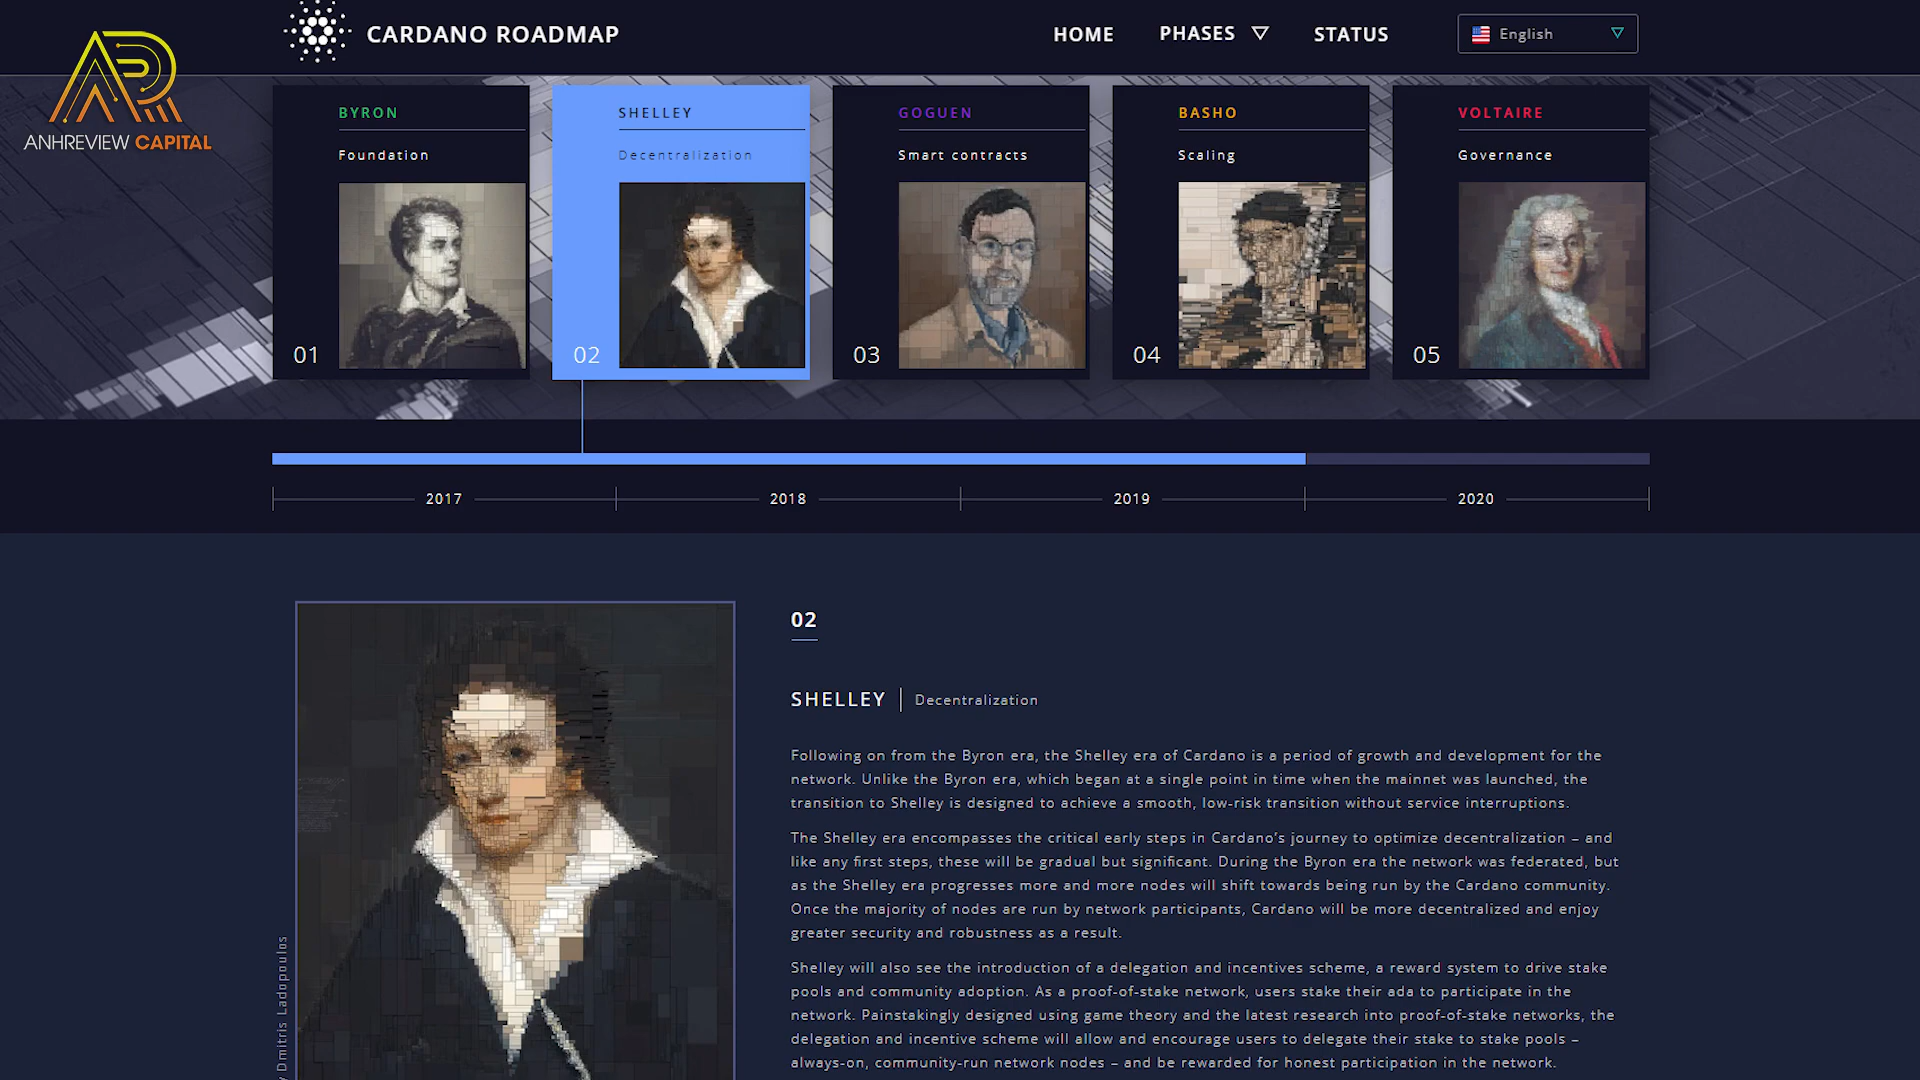 CARDANO ROADMAP
HOME
PHASES
STATUS
English
ANHREVIEW CAPITAL
BYRON
Foundation
01
SHELLEY
Decentralization
02
GOGUEN
Smart contracts
03
BASHO
Scaling
04
VOLTAIRE
Governance
05
2017
2018
2019
2020
02
SHELLEY
Decentralization
Following on from the Byron era, the Shelley era of Cardano is a period of growth and development for the
network. Unlike the Byron era, which began at a single point in time when the mainnet was launched, the
transition to Shelley is designed to achieve a smooth, low-risk transition without service interruptions.
The Shelley era encompasses the critical early steps in Cardano’s journey to optimize decentralization – and
like any first steps, these will be gradual but significant. During the Byron era the network was federated, but
as the Shelley era progresses more and more nodes will shift towards being run by the Cardano community.
Once the majority of nodes are run by network participants, Cardano will be more decentralized and enjoy
greater security and robustness as a result.
Shelley will also see the introduction of a delegation and incentives scheme, a reward system to drive stake
pools and community adoption. As a proof-of-stake network, users stake their ada to participate in the
network. Painstakingly designed using game theory and the latest research into proof-of-stake networks, the
delegation and incentive scheme will allow and encourage users to delegate their stake to stake pools –
always-on, community-run network nodes – and be rewarded for honest participation in the network.
Dmitris Ladopoulos